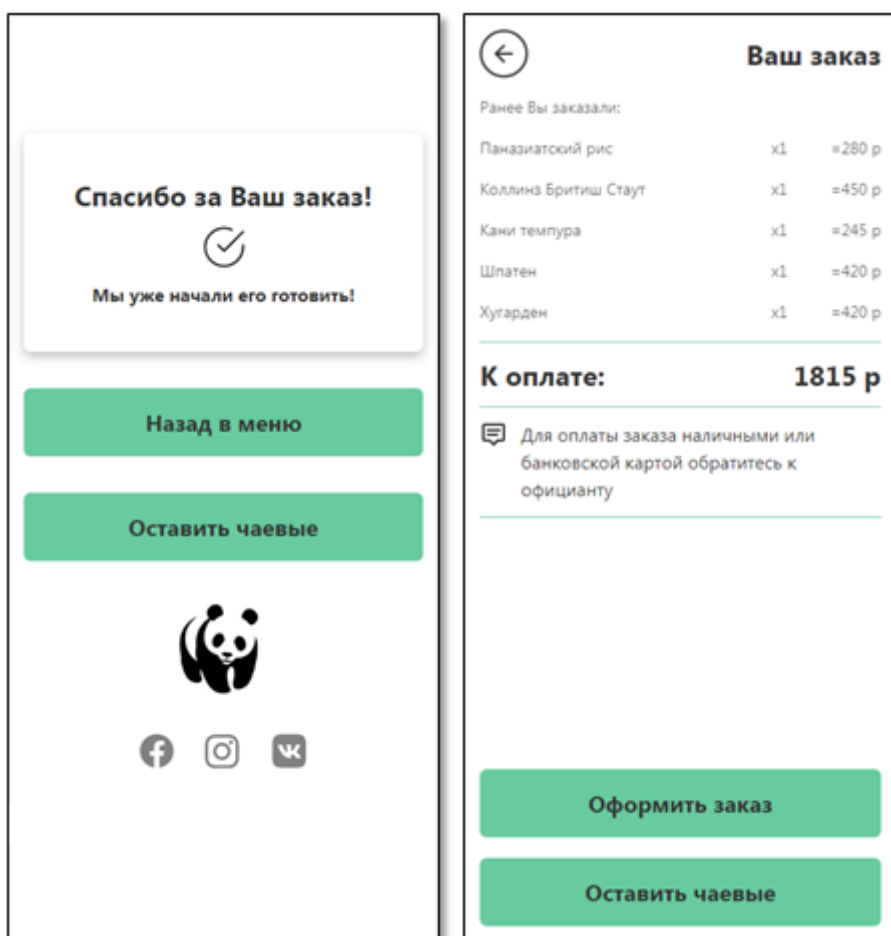 Спасибо за Ваш заказ!
Мы уже начали его готовить!
Назад в меню
Оставить чаевые
Ваш заказ
Ранее Вы заказали:
Паназиатский рис x1 =280 р
Коллинз Бритиш Стаут x1 =450 р
Кани темпура x1 =245 р
Шпатен x1 =420 р
Хугарден x1 =420 р
К оплате: 1815 р
Для оплаты заказа наличными или
банковской картой обратитесь к
официанту
Оформить заказ
Оставить чаевые